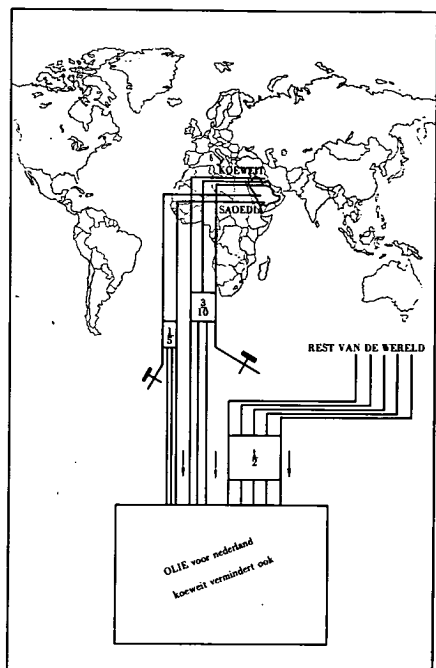 KOEWEIT
SAOEDIE
3
10
1
5
REST VAN DE WERELD
1
2
OLIE voor nederland
koeweit vermindert ook